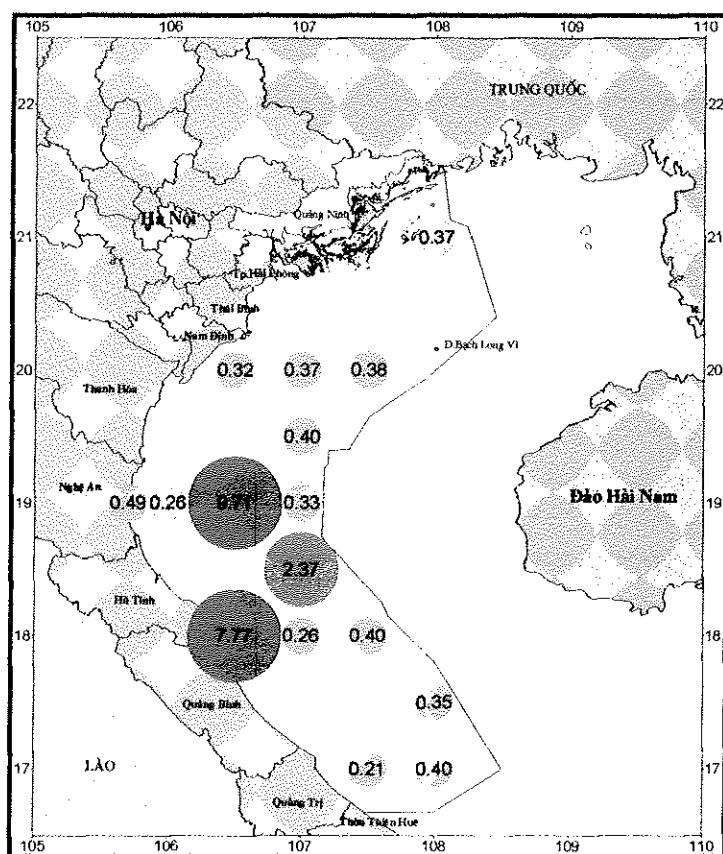 105 106 107 108 109 110
22 TRUNG QUỐC 22
Quảng Ninh
Hà Nội
21 0.37 21
Tp.Hải Phòng
Thái Bình
Nam Định
Đ.Bạch Long Vĩ
20 0.32 0.37 0.38 20
Thanh Hóa
0.40
Nghệ An
19 0.49 0.26 0.33 Đảo Hải Nam 19
2.37
Hà Tĩnh
18 7.77 0.26 0.40 18
0.35
Quảng Bình
17 LÀO 0.21 0.40 17
Quảng Trị
Thừa Thiên Huế
105 106 107 108 109 110